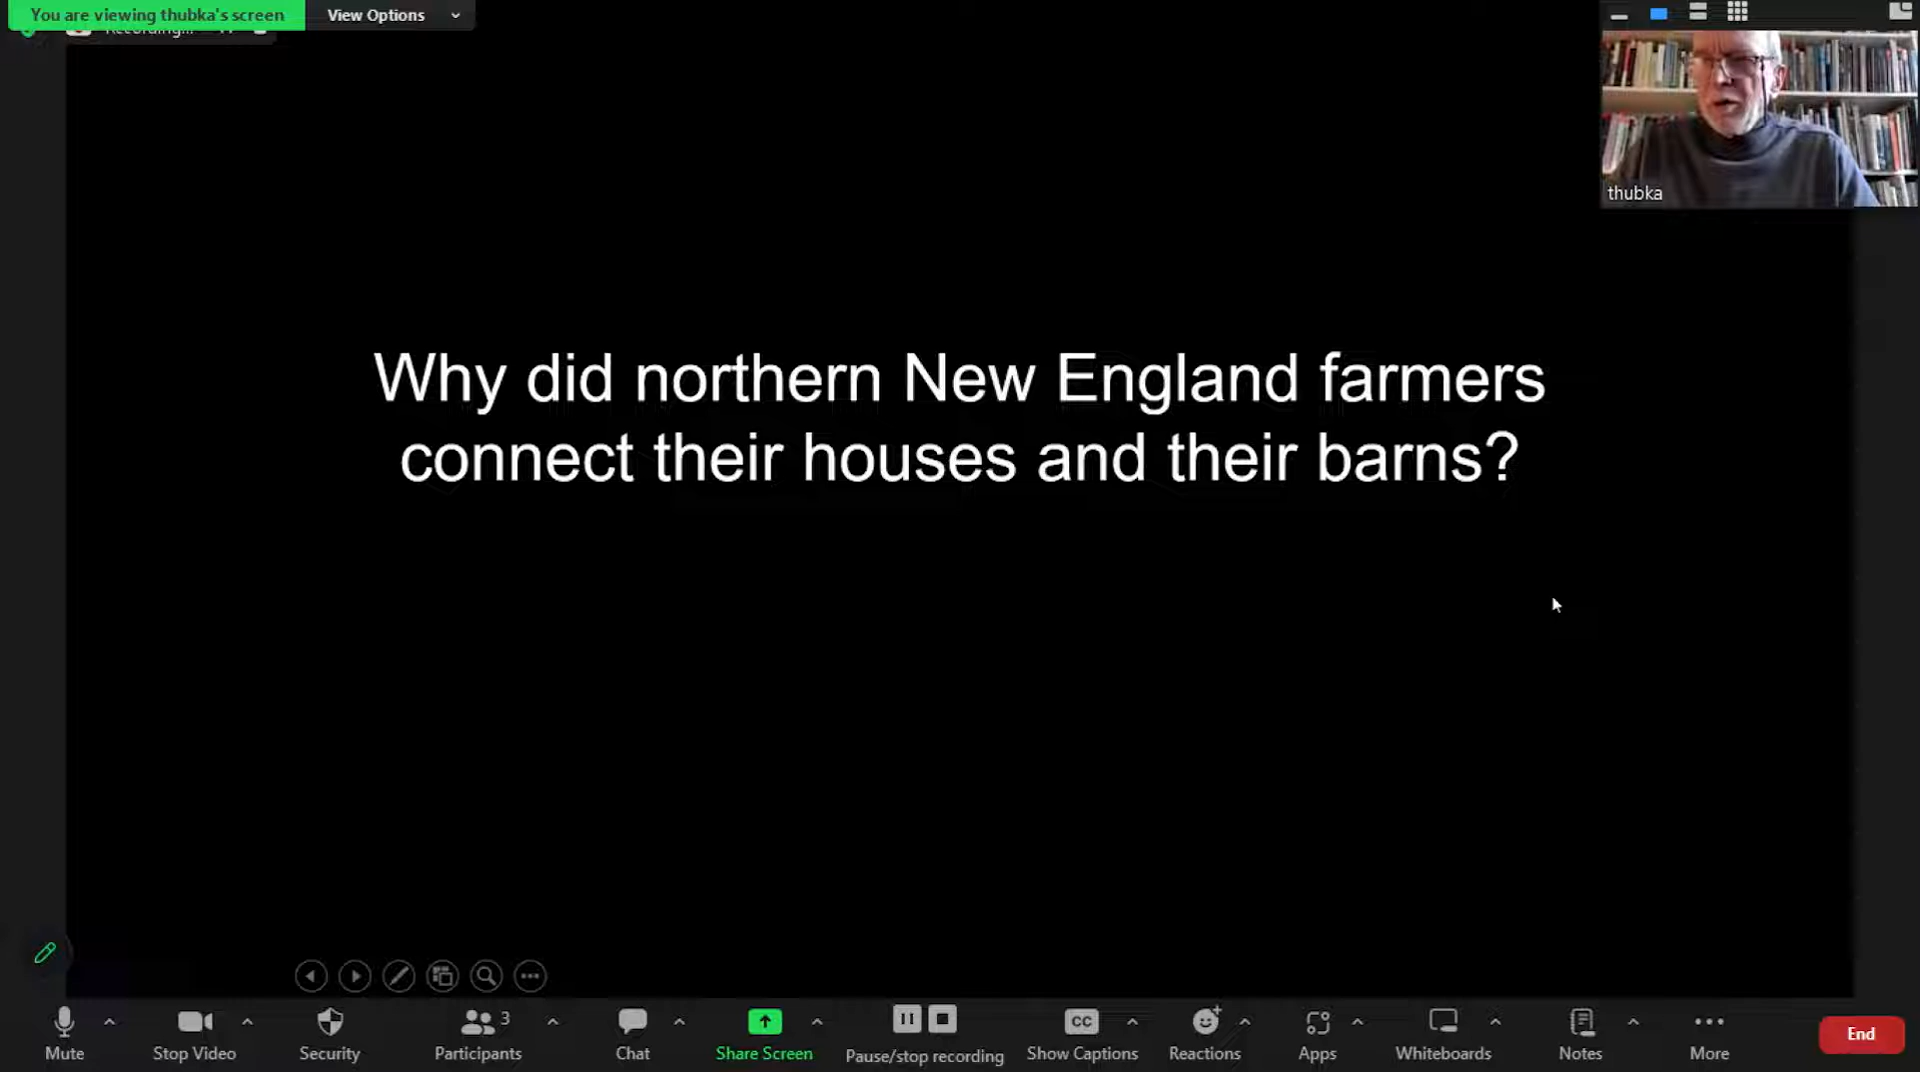 You are viewing thubka's screen
View Options
Recording...
thubka
Why did northern New England farmers
connect their houses and their barns?
3
Mute
Stop Video
Security
Participants
Chat
Share Screen
Pause/stop recording
CC
Show Captions
Reactions
Apps
Whiteboards
Notes
More
End